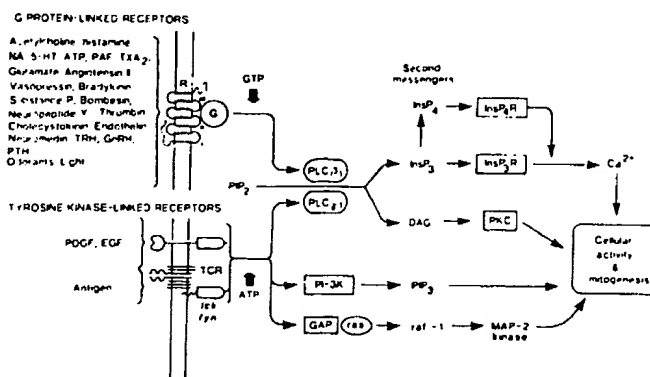 G PROTEIN-LINKED RECEPTORS
Acetylcholine Histamine
NA 5-HT ATP, PAF TXA2,
Glutamate Angiotensin II
Vasopressin, Bradykinin
Substance P, Bombesin,
Neuropeptide Y Thrombin
Cholecystokinin Endothelin
Neuromedin TRH, GnRH,
PTH
Odorants Light
R
G
GTP
PLCβ1
PIP2
PLCγ1
Second
messengers
InsP4
InsP4R
InsP3
InsP3R
Ca2+
DAG
PKC
Cellular
activity
&
mitogenesis
TYROSINE KINASE-LINKED RECEPTORS
PDGF, EGF
TCR
Antigen
lck
fyn
ATP
PI-3K
PIP3
GAP
ras
raf-1
MAP-2
kinase